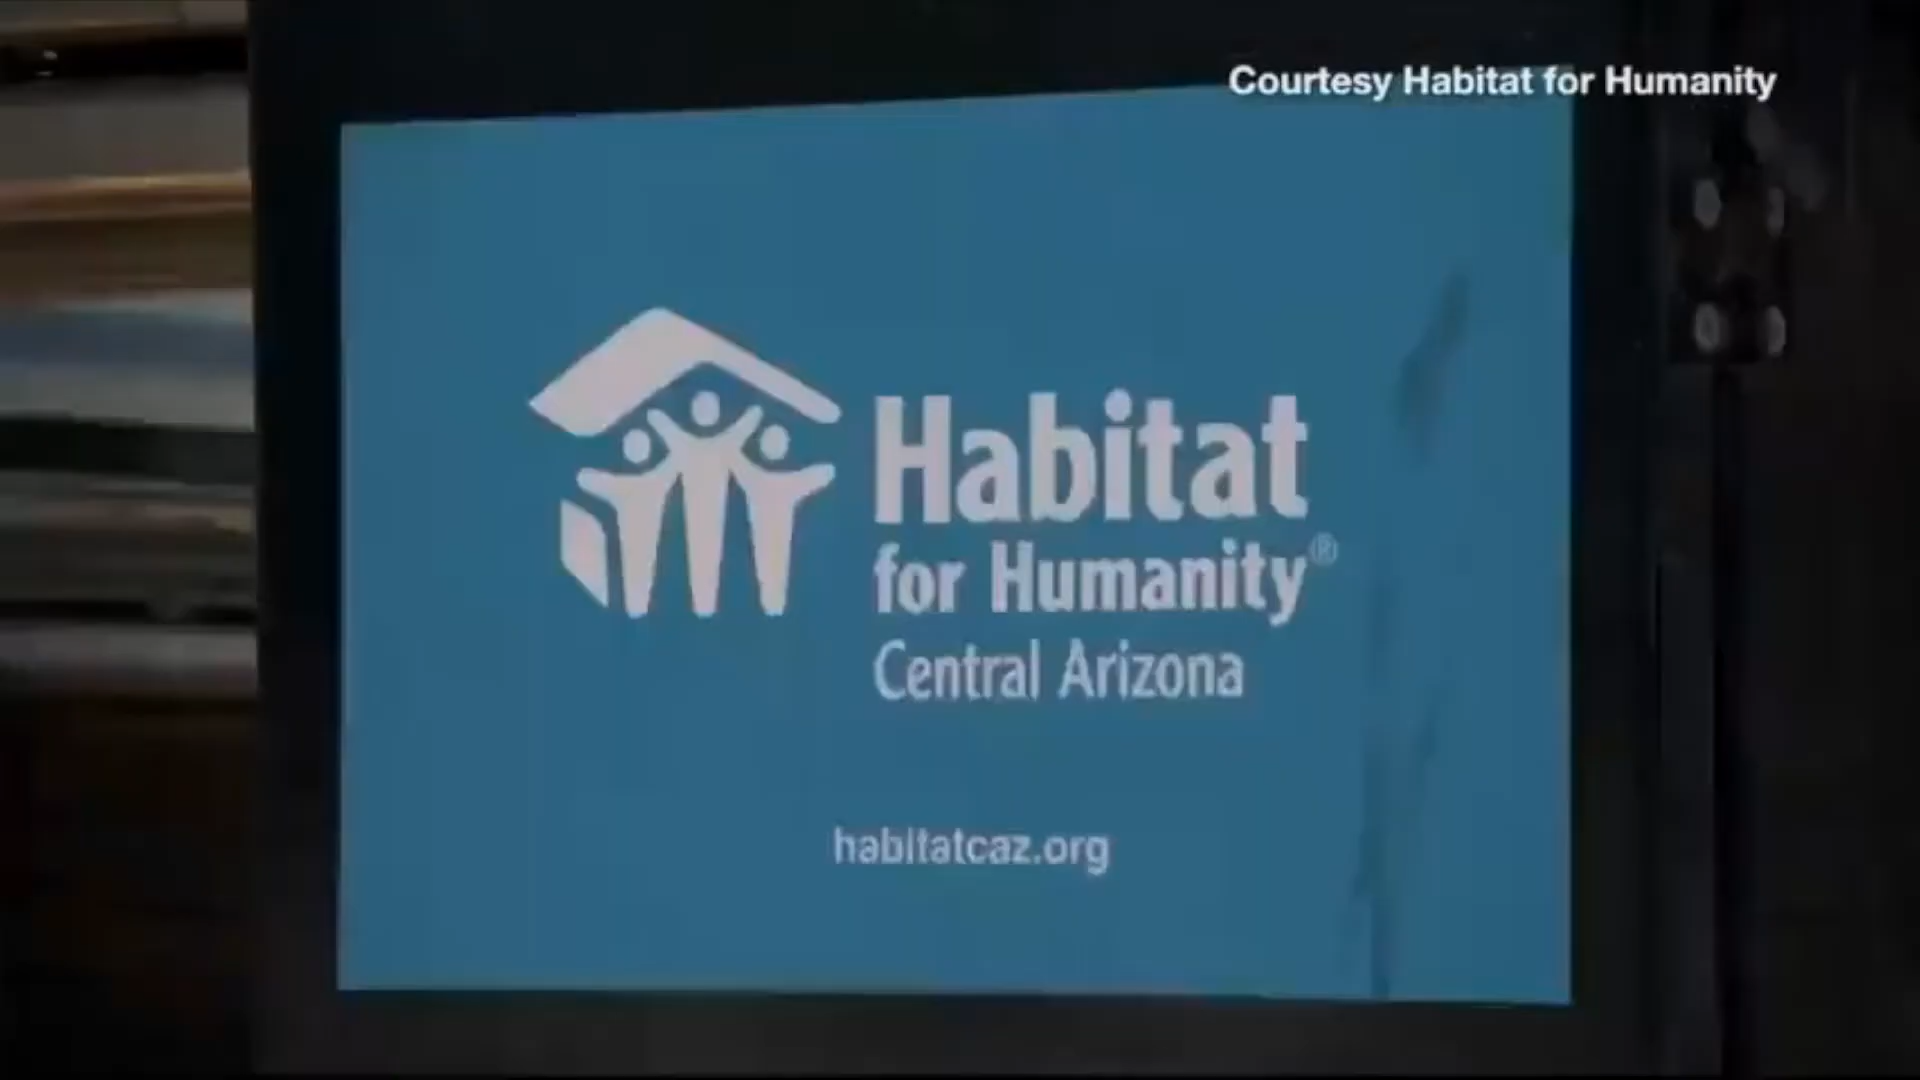 Courtesy Habitat for Humanity
Habitat
for Humanity®
Central Arizona
habitatcaz.org